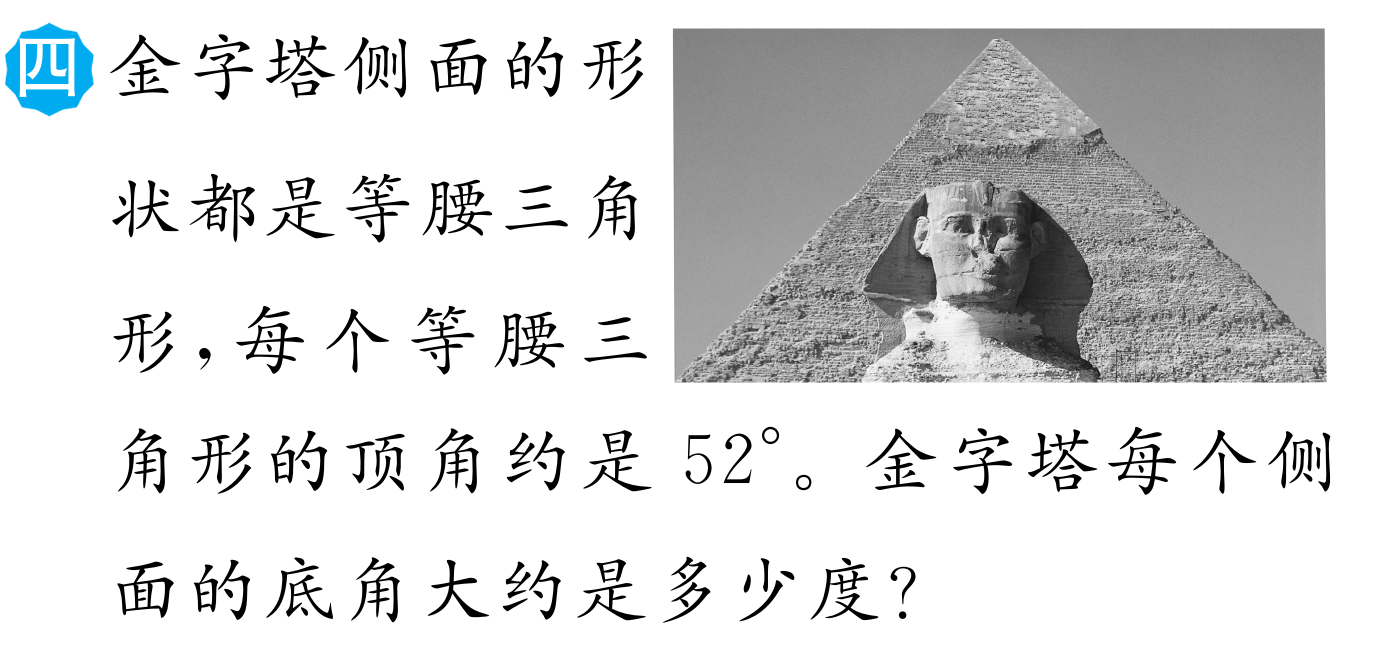 四 金字塔侧面的形
状都是等腰三角
形,每个等腰三
角形的顶角约是 52°。金字塔每个侧
面的底角大约是多少度?